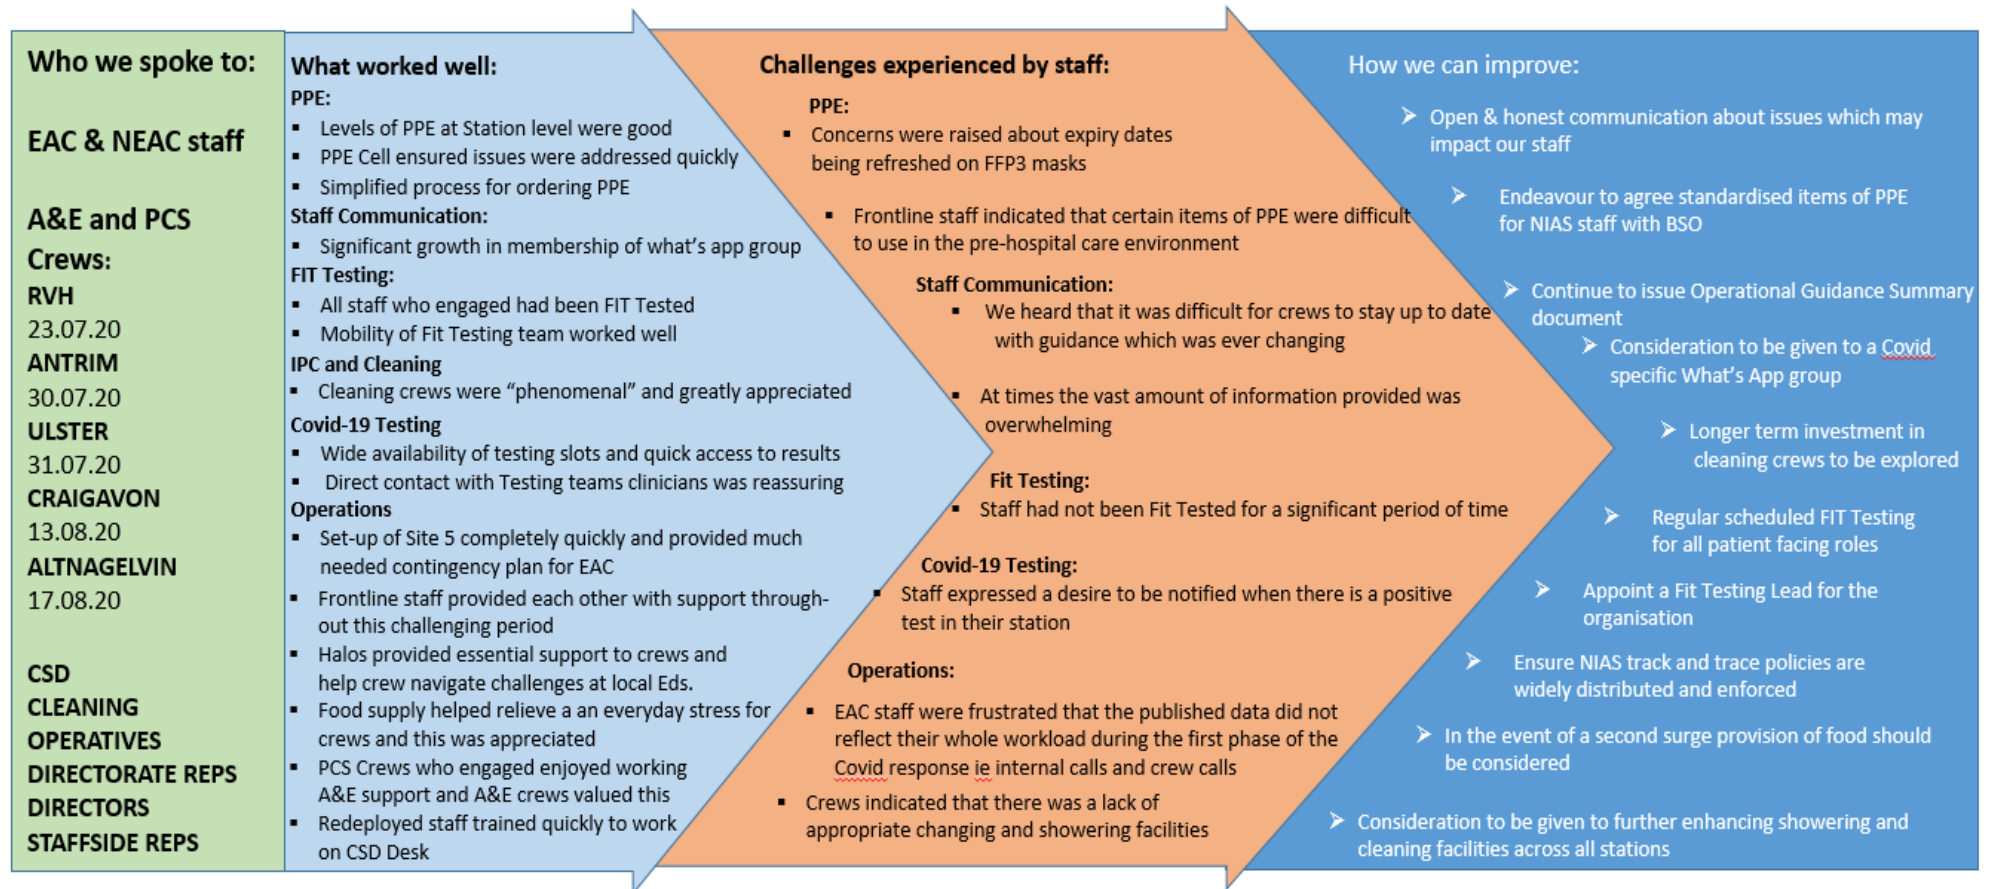 Who we spoke to:
EAC & NEAC staff
A&E and PCS
Crews:
RVH
23.07.20
ANTRIM
30.07.20
ULSTER
31.07.20
CRAIGAVON
13.08.20
ALTNAGELVIN
17.08.20
CSD
CLEANING
OPERATIVES
DIRECTORATE REPS
DIRECTORS
STAFFSIDE REPS
What worked well:
PPE:
▪ Levels of PPE at Station level were good
▪ PPE Cell ensured issues were addressed quickly
▪ Simplified process for ordering PPE
Staff Communication:
▪ Significant growth in membership of what's app group
FIT Testing:
▪ All staff who engaged had been FIT Tested
▪ Mobility of Fit Testing team worked well
IPC and Cleaning
▪ Cleaning crews were “phenomenal” and greatly appreciated
Covid-19 Testing
▪ Wide availability of testing slots and quick access to results
▪ Direct contact with Testing teams clinicians was reassuring
Operations
▪ Set-up of Site 5 completely quickly and provided much
needed contingency plan for EAC
▪ Frontline staff provided each other with support through-
out this challenging period
▪ Halos provided essential support to crews and
help crew navigate challenges at local Eds.
▪ Food supply helped relieve a an everyday stress for
crews and this was appreciated
▪ PCS Crews who engaged enjoyed working
A&E support and A&E crews valued this
▪ Redeployed staff trained quickly to work
on CSD Desk
Challenges experienced by staff:
PPE:
▪ Concerns were raised about expiry dates
being refreshed on FFP3 masks
▪ Frontline staff indicated that certain items of PPE were difficult
to use in the pre-hospital care environment
Staff Communication:
▪ We heard that it was difficult for crews to stay up to date
with guidance which was ever changing
▪ At times the vast amount of information provided was
overwhelming
Fit Testing:
▪ Staff had not been Fit Tested for a significant period of time
Covid-19 Testing:
▪ Staff expressed a desire to be notified when there is a positive
test in their station
Operations:
▪ EAC staff were frustrated that the published data did not
reflect their whole workload during the first phase of the
Covid response ie internal calls and crew calls
▪ Crews indicated that there was a lack of
appropriate changing and showering facilities
How we can improve:
➢ Open & honest communication about issues which may
impact our staff
➢ Endeavour to agree standardised items of PPE
for NIAS staff with BSO
➢ Continue to issue Operational Guidance Summary
document
➢ Consideration to be given to a Covid
specific What's App group
➢ Longer term investment in
cleaning crews to be explored
➢ Regular scheduled FIT Testing
for all patient facing roles
➢ Appoint a Fit Testing Lead for the
organisation
➢ Ensure NIAS track and trace policies are
widely distributed and enforced
➢ In the event of a second surge provision of food should
be considered
➢ Consideration to be given to further enhancing showering and
cleaning facilities across all stations